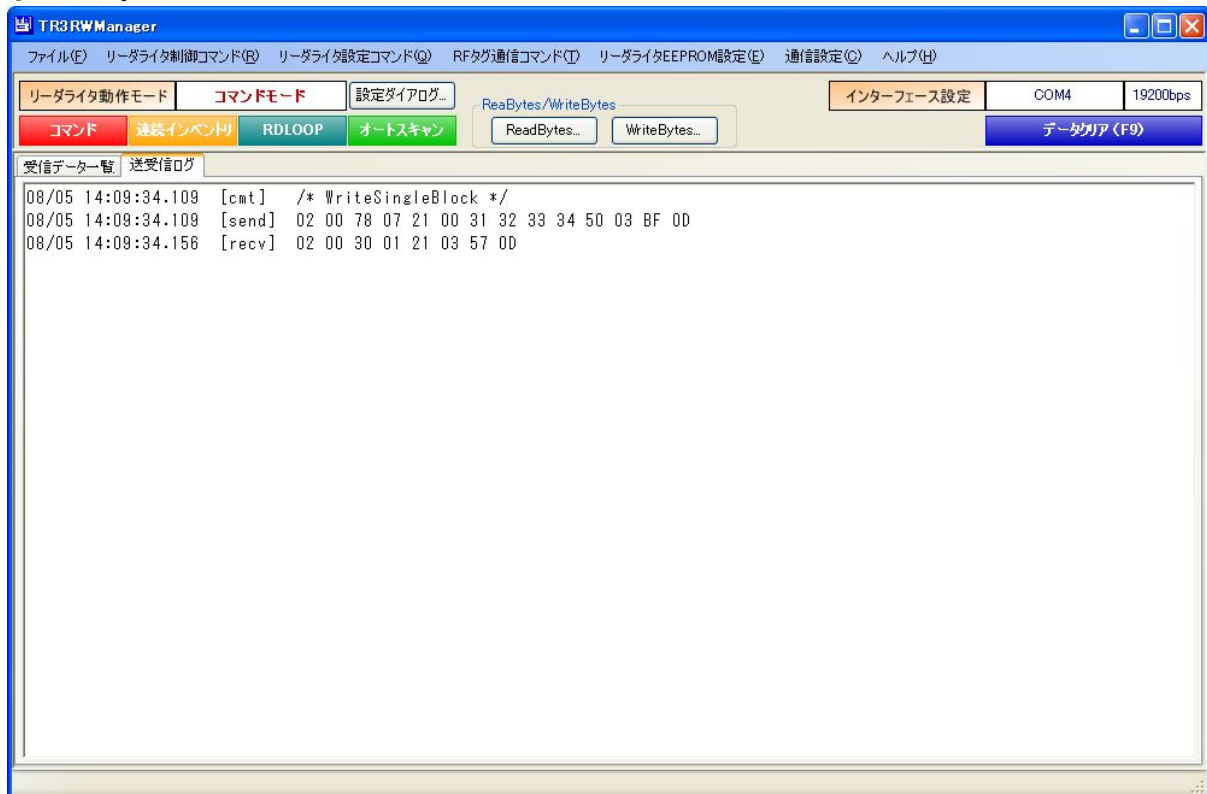 TR3RWManager
ファイル(F) リーダライタ制御コマンド(R) リーダライタ設定コマンド(Q) RFタグ通信コマンド(T) リーダライタEEPROM設定(E) 通信設定(C) ヘルプ(H)
リーダライタ動作モード コマンドモード 設定ダイアログ... ReaBytes/WriteBytes インターフェース設定 COM4 19200bps
コマンド 連続インベントリ RDLOOP オートスキャン ReadBytes... WriteBytes... データクリア(F9)
受信データ一覧 送受信ログ
08/05 14:09:34.109 [cmt] /* WriteSingleBlock */
08/05 14:09:34.109 [send] 02 00 78 07 21 00 31 32 33 34 50 03 BF 0D
08/05 14:09:34.156 [recv] 02 00 30 01 21 03 57 0D